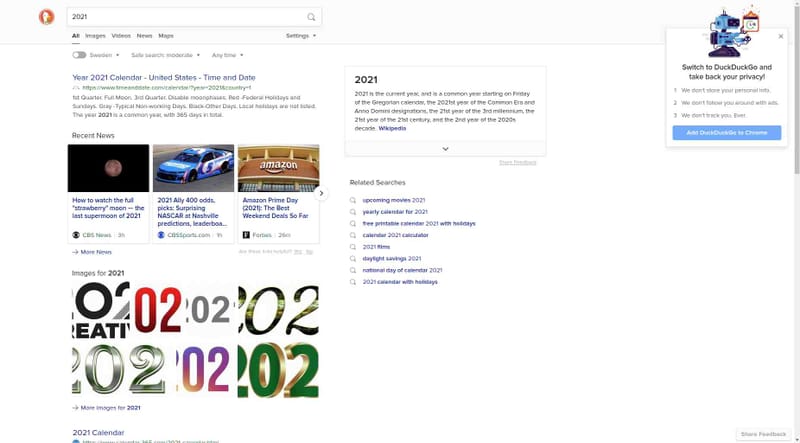 2021
All Images Videos News Maps Settings
Sweden Safe search: moderate Any time
Year 2021 Calendar - United States - Time and Date
https://www.timeanddate.com/calendar/?year=2021&country=1
1st Quarter. Full Moon. 3rd Quarter. Disable moonphases. Red -Federal Holidays and
Sundays. Gray -Typical Non-working Days. Black-Other Days. Local holidays are not listed.
The year 2021 is a common year, with 365 days in total.
Recent News
How to watch the full
"strawberry" moon — the
last supermoon of 2021
CBS News 3h
2021 Ally 400 odds,
picks: Surprising
NASCAR at Nashville
predictions, leaderboa...
CBSSports.com 1h
amazon
Amazon Prime Day
(2021): The Best
Weekend Deals So Far
Forbes 26m
More News
Are these links helpful? Yes No
Images for 2021
202
REATIV
02
202
202
202
202
202
More Images for 2021
2021 Calendar
2021
2021 is the current year, and is a common year starting on Friday
of the Gregorian calendar, the 2021st year of the Common Era and
Anno Domini designations, the 21st year of the 3rd millennium, the
21st year of the 21st century, and the 2nd year of the 2020s
decade. Wikipedia
Share Feedback
Related Searches
upcoming movies 2021
yearly calendar for 2021
free printable calendar 2021 with holidays
calendar 2021 calculator
2021 films
daylight savings 2021
national day of calendar 2021
2021 calendar with holidays
Switch to DuckDuckGo and
take back your privacy!
1 We don't store your personal info.
2 We don't follow you around with ads.
3 We don't track you. Ever.
Add DuckDuckGo to Chrome
Share Feedback